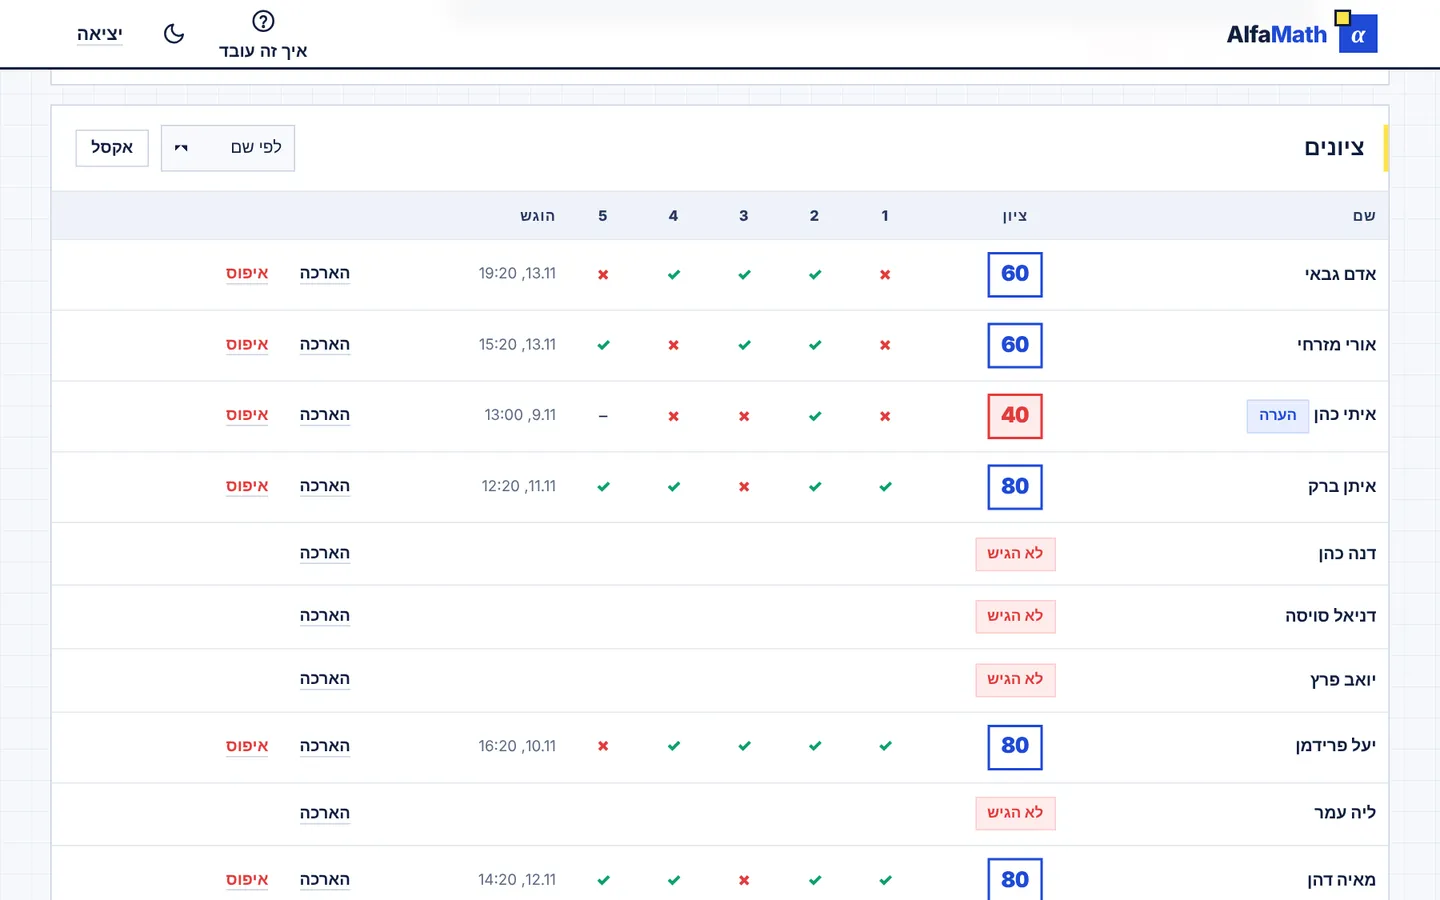 α AlfaMath
איך זה עובד
יציאה
ציונים
לפי שם
אקסל
שם ציון 1 2 3 4 5 הוגש
אדם גבאי 60 ✖ ✔ ✔ ✔ ✖ 13.11, 19:20 הארכה איפוס
אורי מזרחי 60 ✖ ✔ ✔ ✖ ✔ 13.11, 15:20 הארכה איפוס
איתי כהן הערה 40 ✖ ✔ ✖ ✖ – 9.11, 13:00 הארכה איפוס
איתן ברק 80 ✔ ✔ ✖ ✔ ✔ 11.11, 12:20 הארכה איפוס
דנה כהן לא הגיש הארכה
דניאל סויסה לא הגיש הארכה
יואב פרץ לא הגיש הארכה
יעל פרידמן 80 ✔ ✔ ✔ ✔ ✖ 10.11, 16:20 הארכה איפוס
ליה עמר לא הגיש הארכה
מאיה דהן 80 ✔ ✔ ✖ ✔ ✔ 12.11, 14:20 הארכה איפוס